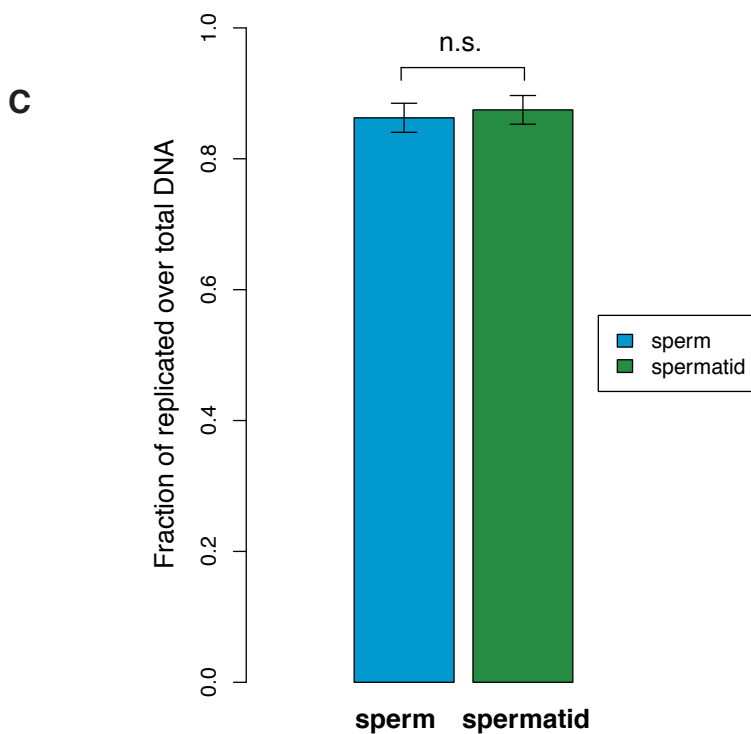 C
n.s.
Fraction of replicated over total DNA
1.0
0.8
0.6
0.4
0.2
0.0
sperm
spermatid
sperm spermatid